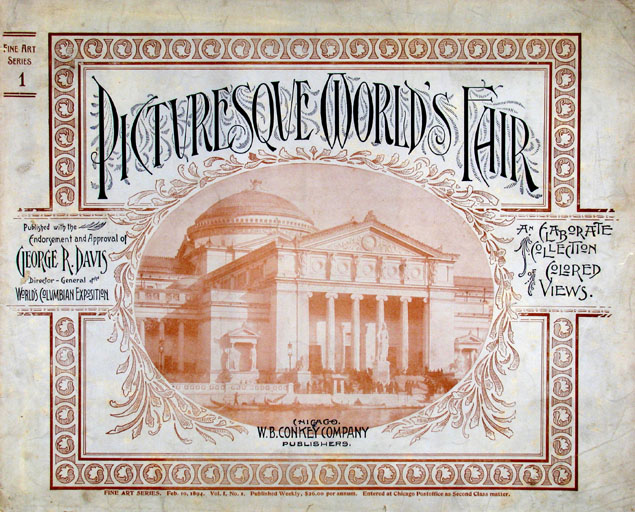 FINE ART
SERIES
1
PICTURESQUE WORLD'S FAIR
Published with the
Endorsement and Approval of
GEORGE R. DAVIS
Director-General of the
WORLD'S COLUMBIAN EXPOSITION.
AN ELABORATE
COLLECTION
OF COLORED
VIEWS.
CHICAGO.
W. B. CONKEY COMPANY
PUBLISHERS.
FINE ART SERIES. Feb. 10, 1894. Vol. I, No. 1. Published Weekly, $26.00 per annum. Entered at Chicago Postoffice as Second Class matter.